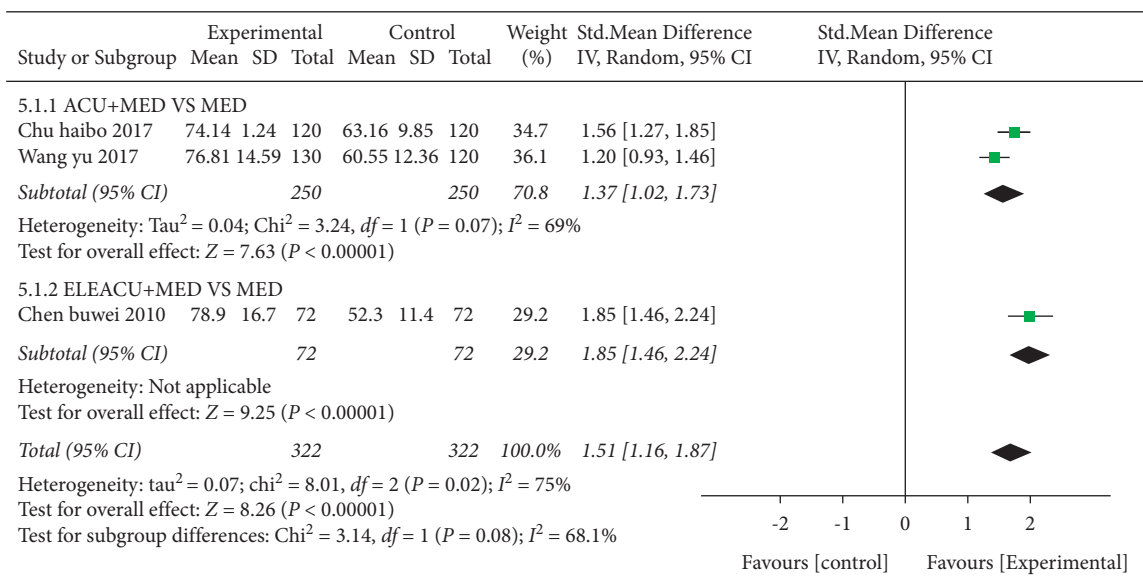 Experimental Control Weight Std.Mean Difference Std.Mean Difference
Study or Subgroup Mean SD Total Mean SD Total (%) IV, Random, 95% CI IV, Random, 95% CI
5.1.1 ACU+MED VS MED
Chu haibo 2017 74.14 1.24 120 63.16 9.85 120 34.7 1.56 [1.27, 1.85]
Wang yu 2017 76.81 14.59 130 60.55 12.36 120 36.1 1.20 [0.93, 1.46]
Subtotal (95% CI) 250 250 70.8 1.37 [1.02, 1.73]
Heterogeneity: Tau² = 0.04; Chi² = 3.24, df = 1 (P = 0.07); I² = 69%
Test for overall effect: Z = 7.63 (P < 0.00001)
5.1.2 ELEACU+MED VS MED
Chen buwei 2010 78.9 16.7 72 52.3 11.4 72 29.2 1.85 [1.46, 2.24]
Subtotal (95% CI) 72 72 29.2 1.85 [1.46, 2.24]
Heterogeneity: Not applicable
Test for overall effect: Z = 9.25 (P < 0.00001)
Total (95% CI) 322 322 100.0% 1.51 [1.16, 1.87]
Heterogeneity: tau² = 0.07; chi² = 8.01, df = 2 (P = 0.02); I² = 75%
Test for overall effect: Z = 8.26 (P < 0.00001)
Test for subgroup differences: Chi² = 3.14, df = 1 (P = 0.08); I² = 68.1%
-2 -1 0 1 2
Favours [control] Favours [Experimental]